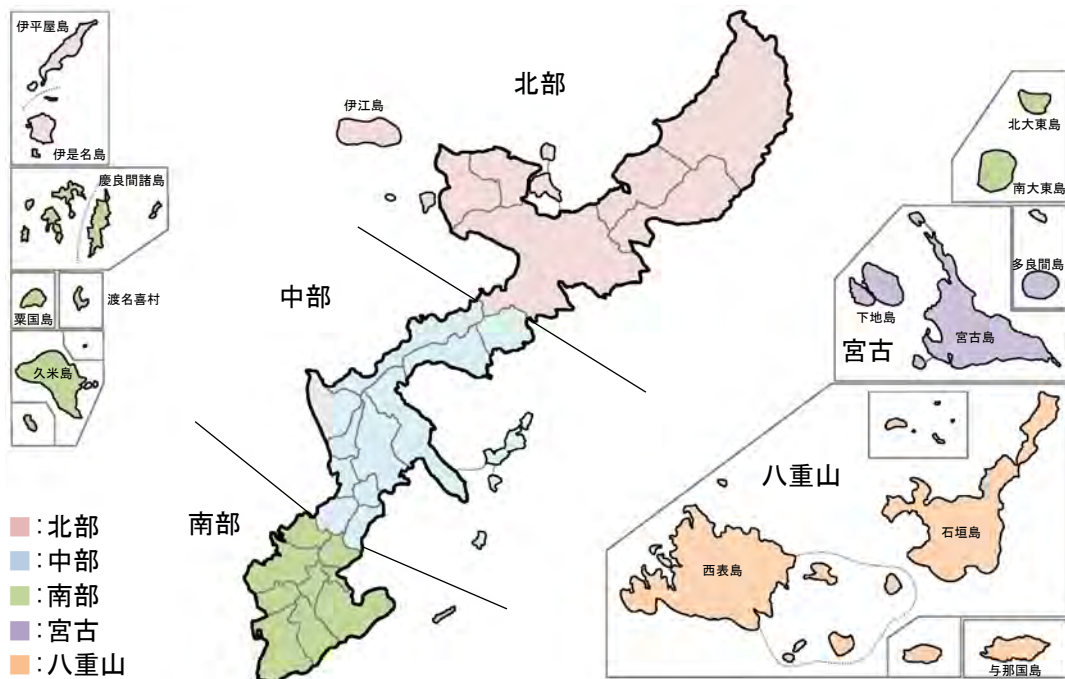 伊平屋島
伊是名島
慶良間諸島
粟国島
渡名喜村
久米島
北部
伊江島
中部
南部
北大東島
南大東島
多良間島
下地島
宮古島
宮古
八重山
石垣島
西表島
与那国島
:北部
:中部
:南部
:宮古
:八重山